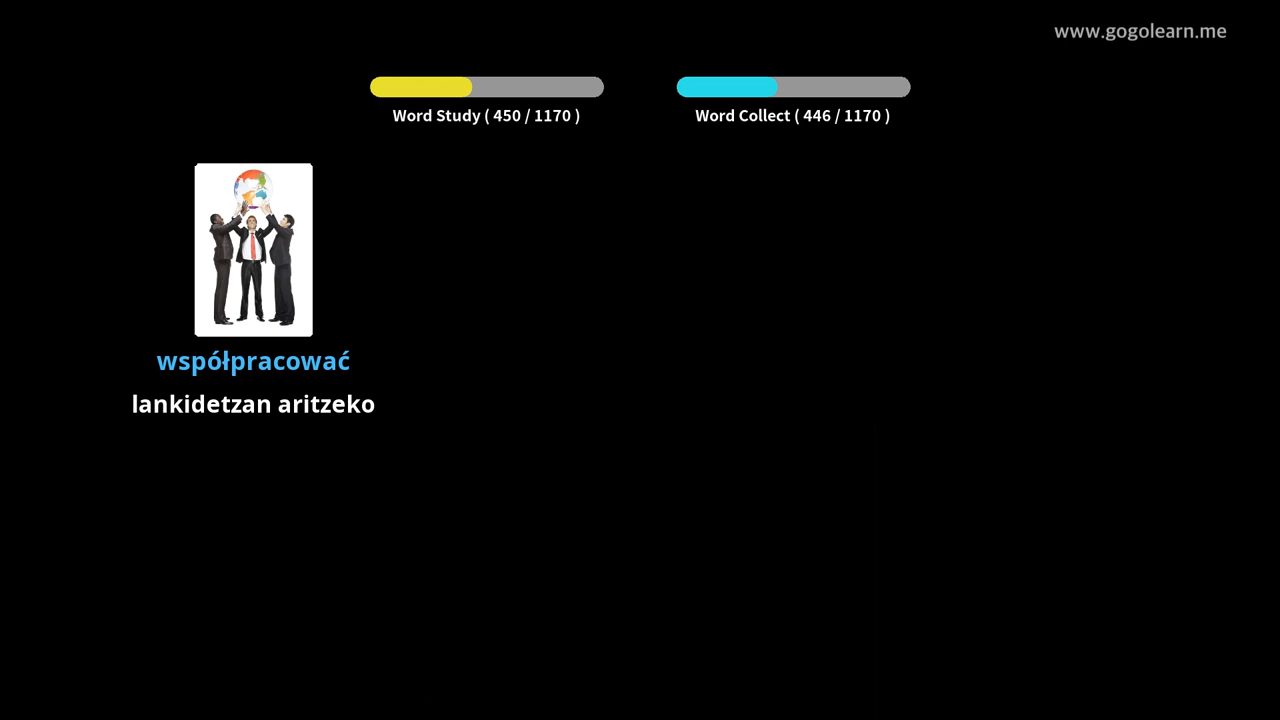 www.gogolearn.me
Word Study ( 450 / 1170 )
Word Collect ( 446 / 1170 )
współpracować
lankidetzan aritzeko